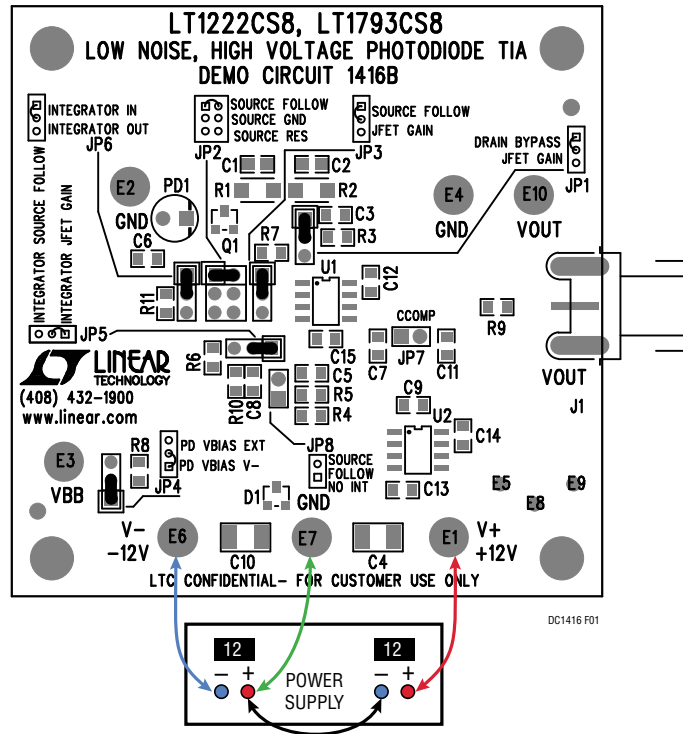 LT1222CS8, LT1793CS8
LOW NOISE, HIGH VOLTAGE PHOTODIODE TIA
DEMO CIRCUIT 1416B
INTEGRATOR IN
INTEGRATOR OUT
JP6
SOURCE FOLLOW
SOURCE GND
SOURCE RES
JP2
SOURCE FOLLOW
JFET GAIN
JP3
DRAIN BYPASS
JFET GAIN
JP1
C1
C2
E2
GND
PD1
R1
R2
E4
GND
E10
VOUT
C3
R3
Q1
R7
C6
INTEGRATOR SOURCE FOLLOW
INTEGRATOR JFET GAIN
JP5
R11
U1
C12
CCOMP
JP7
R9
C15
C7
C11
VOUT
J1
LINEAR
TECHNOLOGY
(408) 432-1900
www.linear.com
R6
R10
C8
C5
R5
R4
C9
U2
C14
E3
VBB
R8
PD VBIAS EXT
PD VBIAS V-
JP4
JP8
SOURCE
FOLLOW
NO INT
C13
E5
E8
E9
D1
GND
V-
-12V
E6
C10
E7
C4
E1
V+
+12V
LTC CONFIDENTIAL- FOR CUSTOMER USE ONLY
DC1416 F01
12
12
– +
POWER
SUPPLY
– +